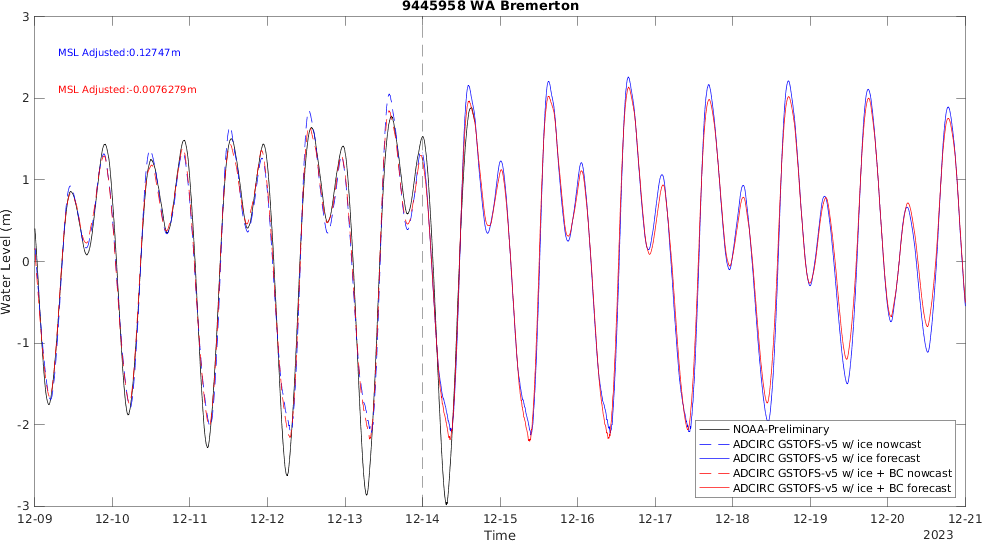 9445958 WA Bremerton
MSL Adjusted:0.12747m
MSL Adjusted:-0.0076279m
3
2
1
0
-1
-2
-3
Water Level (m)
NOAA-Preliminary
ADCIRC GSTOFS-v5 w/ ice nowcast
ADCIRC GSTOFS-v5 w/ ice forecast
ADCIRC GSTOFS-v5 w/ ice + BC nowcast
ADCIRC GSTOFS-v5 w/ ice + BC forecast
12-09 12-10 12-11 12-12 12-13 12-14 12-15 12-16 12-17 12-18 12-19 12-20 12-21
Time
2023